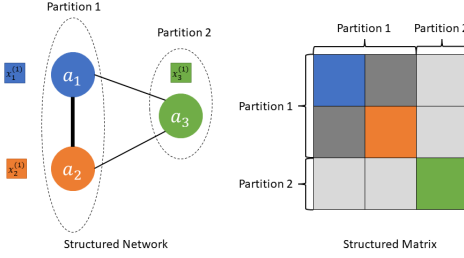 Partition 1
Partition 2
x_1^{(1)}
a_1
x_3^{(1)}
a_3
x_2^{(1)}
a_2
Structured Network
Partition 1
Partition 2
Partition 1
Partition 2
Structured Matrix